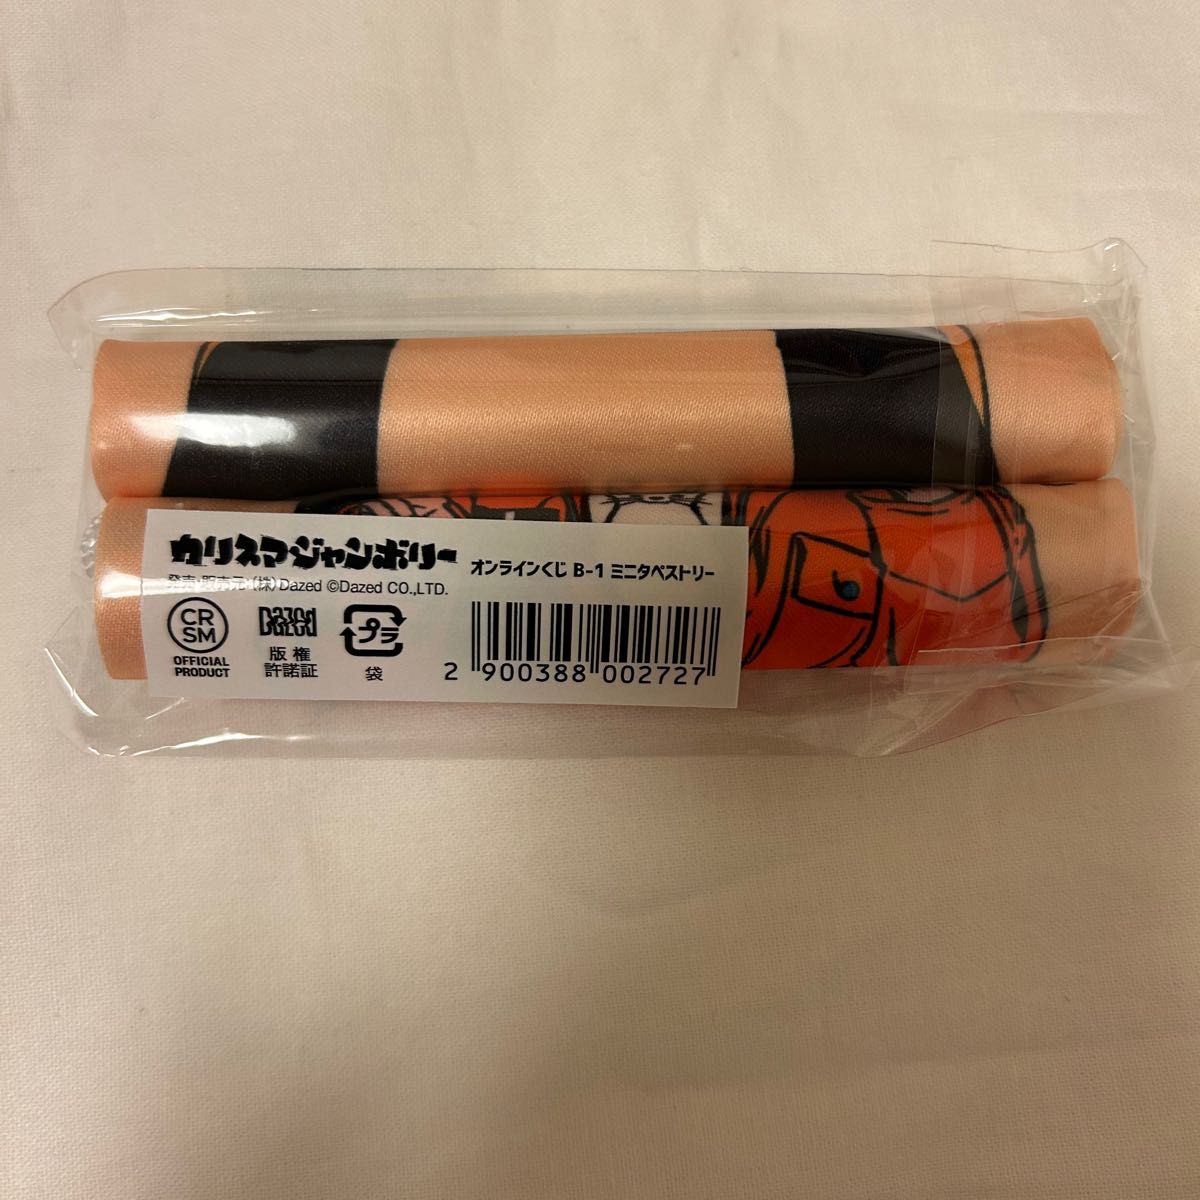 カリスマ・ジャンボリー
オンラインくじ B-1 ミニタペストリー
発売・販売元:(株)Dazed ©Dazed CO.,LTD.
CR
SM
OFFICIAL
PRODUCT
Dazed
版権
許諾証
プラ
袋
2 900388 002727